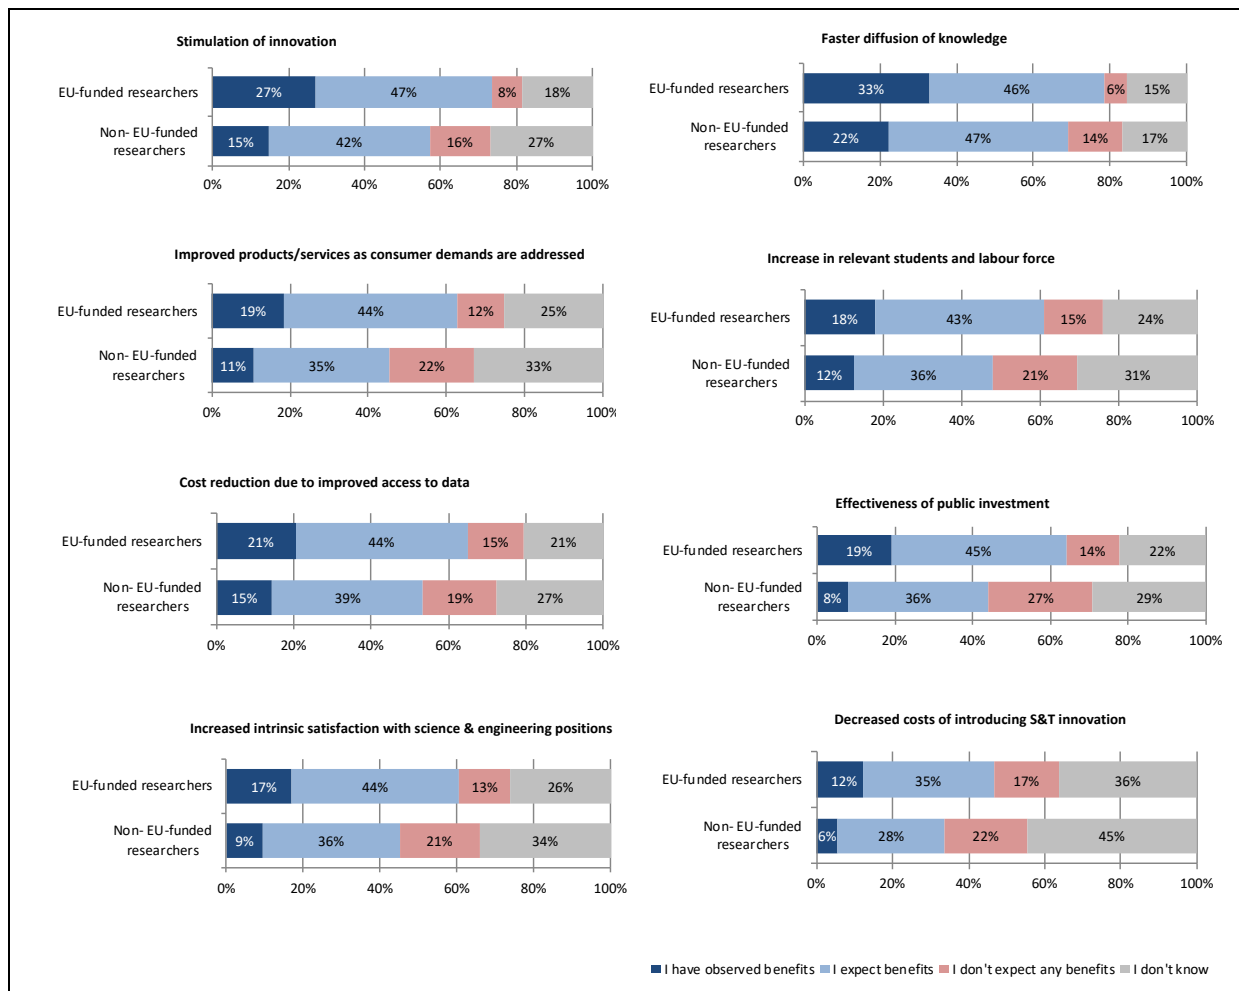 Stimulation of innovation
EU-funded researchers
27% 47% 8% 18%
Non- EU-funded
researchers
15% 42% 16% 27%
0% 20% 40% 60% 80% 100%
Faster diffusion of knowledge
EU-funded researchers
33% 46% 6% 15%
Non- EU-funded
researchers
22% 47% 14% 17%
0% 20% 40% 60% 80% 100%
Improved products/services as consumer demands are addressed
EU-funded researchers
19% 44% 12% 25%
Non- EU-funded
researchers
11% 35% 22% 33%
0% 20% 40% 60% 80% 100%
Increase in relevant students and labour force
EU-funded researchers
18% 43% 15% 24%
Non- EU-funded
researchers
12% 36% 21% 31%
0% 20% 40% 60% 80% 100%
Cost reduction due to improved access to data
EU-funded researchers
21% 44% 15% 21%
Non- EU-funded
researchers
15% 39% 19% 27%
0% 20% 40% 60% 80% 100%
Effectiveness of public investment
EU-funded researchers
19% 45% 14% 22%
Non- EU-funded
researchers
8% 36% 27% 29%
0% 20% 40% 60% 80% 100%
Increased intrinsic satisfaction with science & engineering positions
EU-funded researchers
17% 44% 13% 26%
Non- EU-funded
researchers
9% 36% 21% 34%
0% 20% 40% 60% 80% 100%
Decreased costs of introducing S&T innovation
EU-funded researchers
12% 35% 17% 36%
Non- EU-funded
researchers
6% 28% 22% 45%
0% 20% 40% 60% 80% 100%
I have observed benefits I expect benefits I don't expect any benefits I don't know